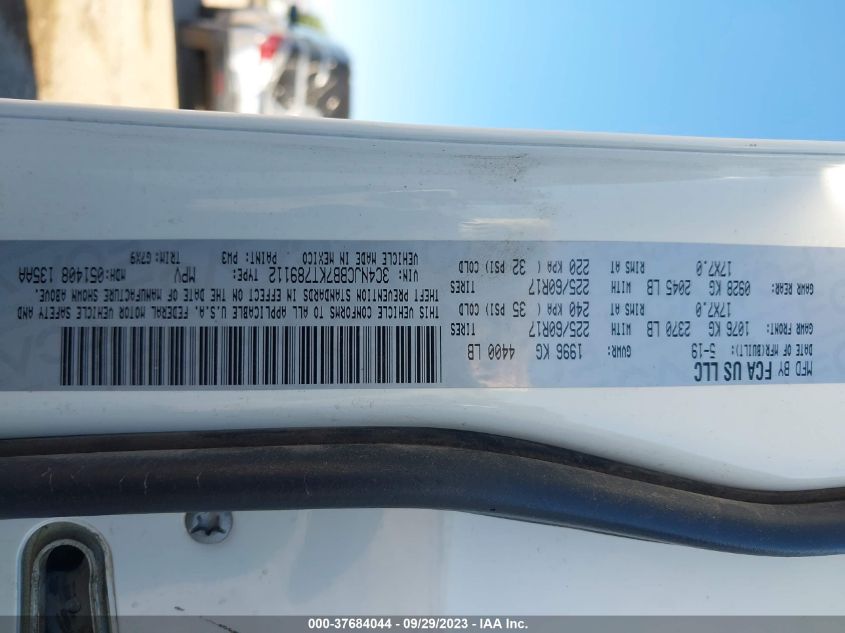 MFD BY FCA US LLC
DATE OF MFR(BUILT): 5-19 GVWR: 1996 KG 4400 LB
GAWR FRONT: 1076 KG 2370 LB WITH TIRES 225/60R17
RIMS AT 17X7.0 240 KPA ( 35 PSI) COLD
GAWR REAR: 0928 KG 2045 LB WITH TIRES 225/60R17
RIMS AT 17X7.0 220 KPA ( 32 PSI) COLD
THIS VEHICLE CONFORMS TO ALL APPLICABLE U.S.A. FEDERAL MOTOR VEHICLE SAFETY AND
THEFT PREVENTION STANDARDS IN EFFECT ON THE DATE OF MANUFACTURE SHOWN ABOVE.
VIN: 3C4NJCBB7KT789112 TYPE: MPV MDH:051408 135AA
VEHICLE MADE IN MEXICO . PAINT: PW3 TRIM:G7X9
000-37684044 / 09/29/2023 - IAA Inc.